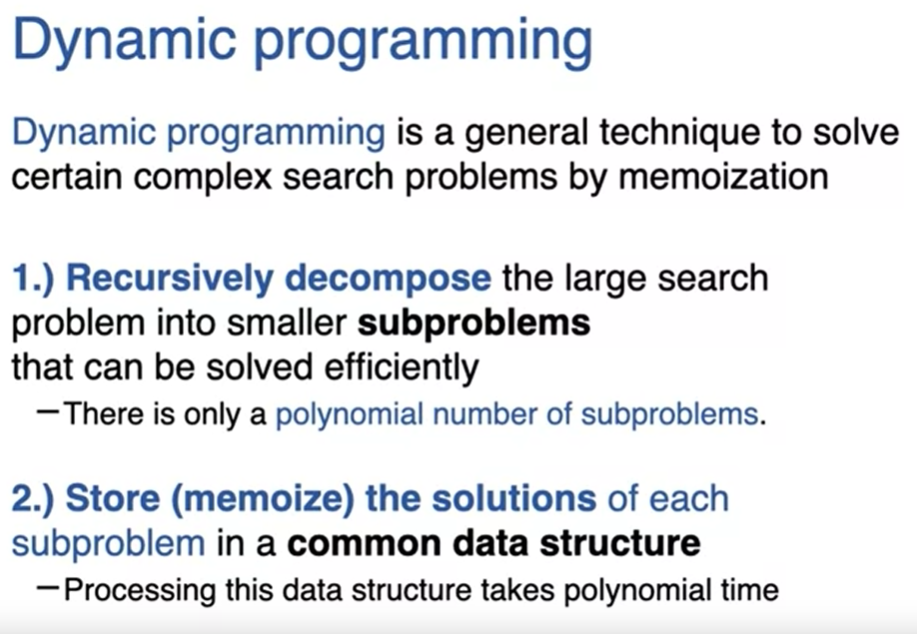 Dynamic programming
Dynamic programming is a general technique to solve
certain complex search problems by memoization
1.) Recursively decompose the large search
problem into smaller subproblems
that can be solved efficiently
—There is only a polynomial number of subproblems.
2.) Store (memoize) the solutions of each
subproblem in a common data structure
—Processing this data structure takes polynomial time